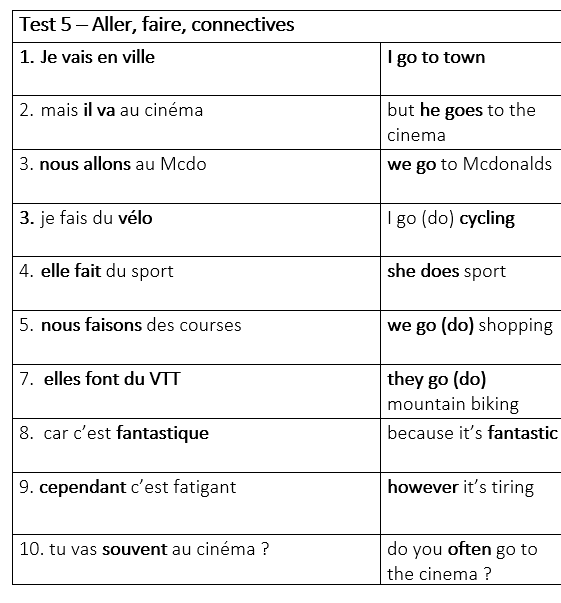 Test 5 – Aller, faire, connectives
1. Je vais en ville
I go to town
2. mais il va au cinéma
but he goes to the
cinema
3. nous allons au Mcdo
we go to Mcdonalds
3. je fais du vélo
I go (do) cycling
4. elle fait du sport
she does sport
5. nous faisons des courses
we go (do) shopping
7. elles font du VTT
they go (do)
mountain biking
8. car c’est fantastique
because it’s fantastic
9. cependant c’est fatigant
however it’s tiring
10. tu vas souvent au cinéma ?
do you often go to
the cinema ?